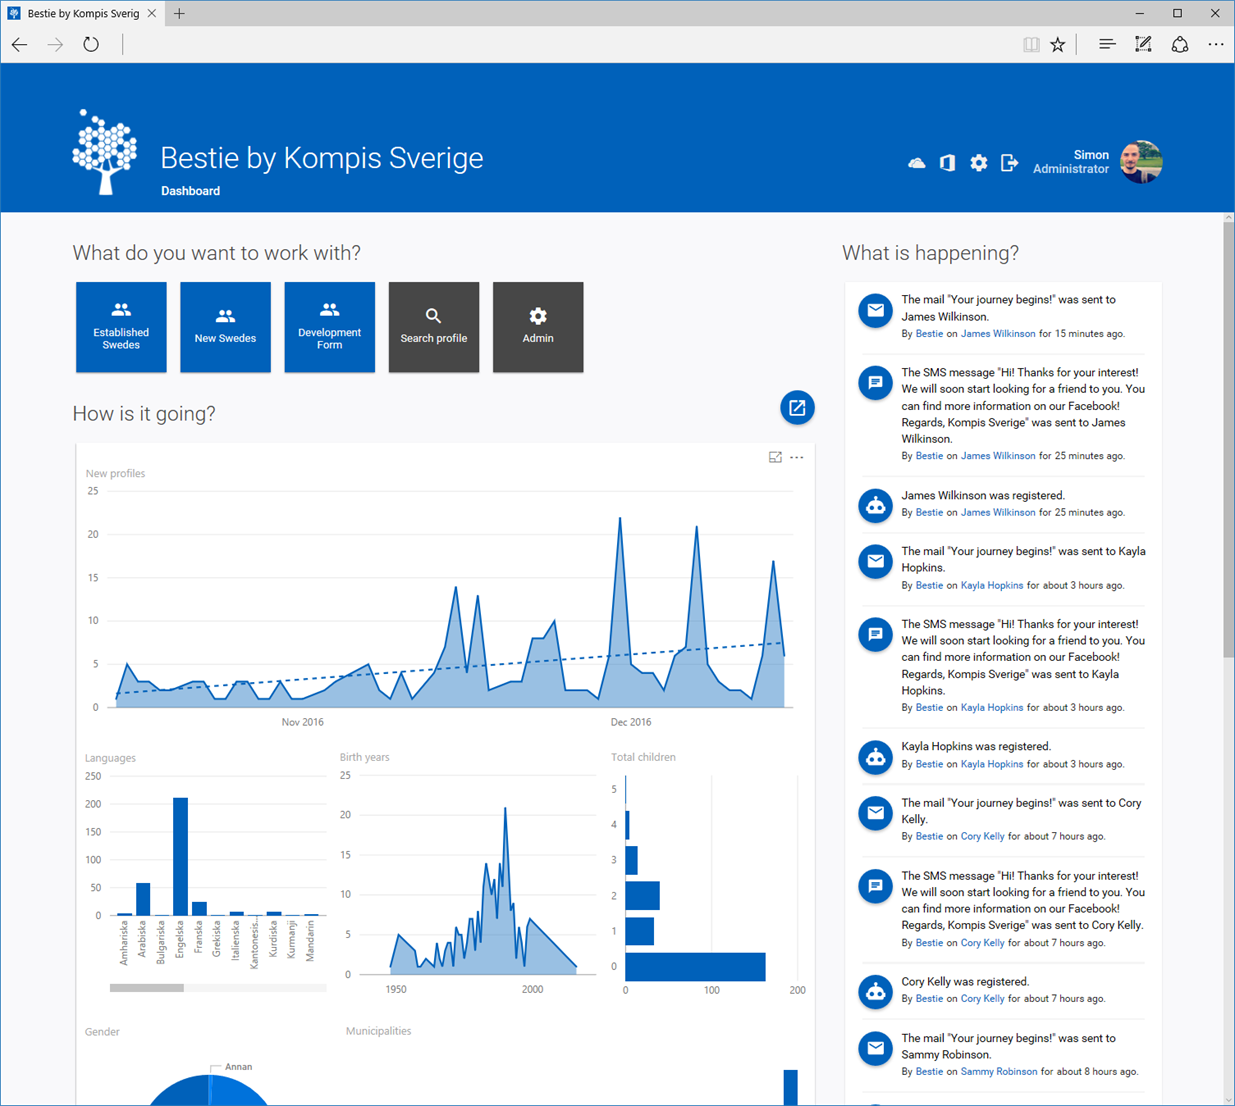 Bestie by Kompis Sverig
Bestie by Kompis Sverige
Dashboard
Simon
Administrator
What do you want to work with?
Established
Swedes
New Swedes
Development
Form
Search profile
Admin
How is it going?
New profiles
25
20
15
10
5
0
Nov 2016
Dec 2016
Languages
250
200
150
100
50
0
Amhariska
Arabiska
Bulgariska
Engelska
Franska
Grekiska
Italienska
Kantonesis...
Kurdiska
Kurmanji
Mandarin
Birth years
25
20
15
10
5
0
1950
2000
Total children
5
4
3
2
1
0
0
100
200
Gender
Annan
Municipalities
What is happening?
The mail "Your journey begins!" was sent to
James Wilkinson.
By Bestie on James Wilkinson for 15 minutes ago.
The SMS message "Hi! Thanks for your interest!
We will soon start looking for a friend to you. You
can find more information on our Facebook!
Regards, Kompis Sverige" was sent to James
Wilkinson.
By Bestie on James Wilkinson for 25 minutes ago.
James Wilkinson was registered.
By Bestie on James Wilkinson for 25 minutes ago.
The mail "Your journey begins!" was sent to Kayla
Hopkins.
By Bestie on Kayla Hopkins for about 3 hours ago.
The SMS message "Hi! Thanks for your interest!
We will soon start looking for a friend to you. You
can find more information on our Facebook!
Regards, Kompis Sverige" was sent to Kayla
Hopkins.
By Bestie on Kayla Hopkins for about 3 hours ago.
Kayla Hopkins was registered.
By Bestie on Kayla Hopkins for about 3 hours ago.
The mail "Your journey begins!" was sent to Cory
Kelly.
By Bestie on Cory Kelly for about 7 hours ago.
The SMS message "Hi! Thanks for your interest!
We will soon start looking for a friend to you. You
can find more information on our Facebook!
Regards, Kompis Sverige" was sent to Cory Kelly.
By Bestie on Cory Kelly for about 7 hours ago.
Cory Kelly was registered.
By Bestie on Cory Kelly for about 7 hours ago.
The mail "Your journey begins!" was sent to
Sammy Robinson.
By Bestie on Sammy Robinson for about 8 hours ago.